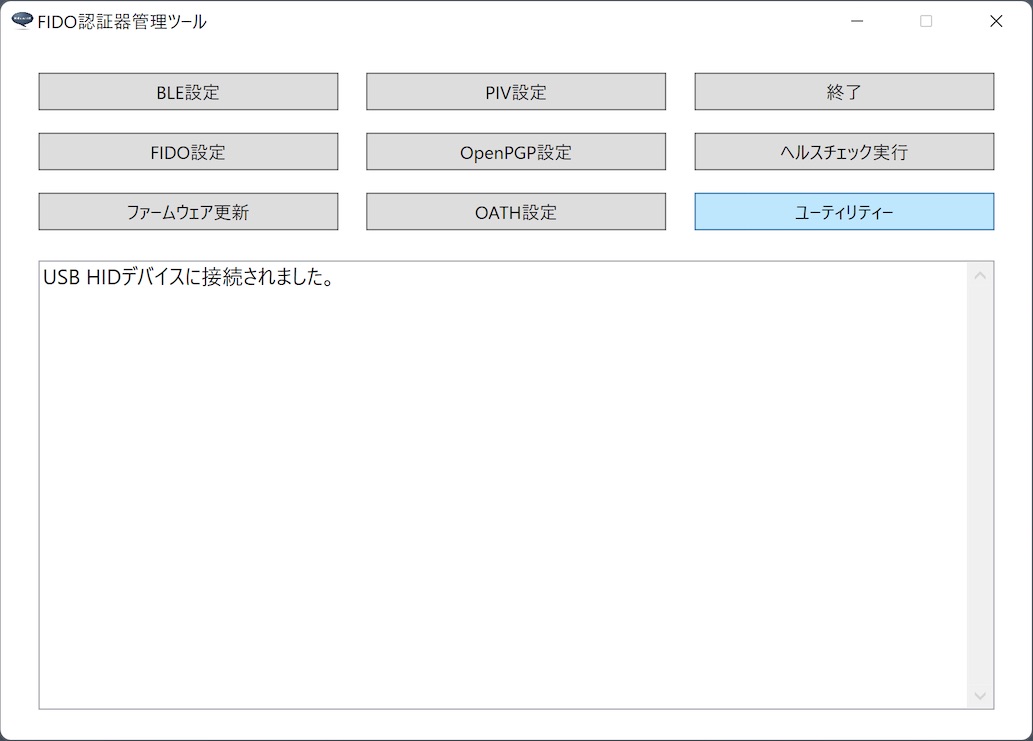 FIDO認証器管理ツール
BLE設定
PIV設定
終了
FIDO設定
OpenPGP設定
ヘルスチェック実行
ファームウェア更新
OATH設定
ユーティリティー
USB HIDデバイスに接続されました。